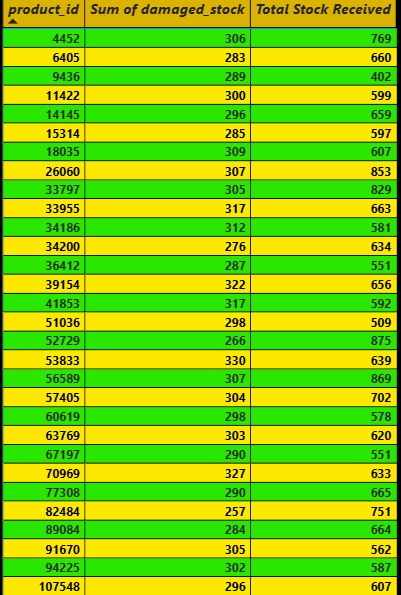 product_id Sum of damaged_stock Total Stock Received
4452 306 769
6405 283 660
9436 289 402
11422 300 599
14145 296 659
15314 285 597
18035 309 607
26060 307 853
33797 305 829
33955 317 663
34186 312 581
34200 276 634
36412 287 551
39154 322 656
41853 317 592
51036 298 509
52729 266 875
53833 330 639
56589 307 869
57405 304 702
60619 298 578
63769 303 620
67197 290 551
70969 327 633
77308 290 665
82484 257 751
89084 284 664
91670 305 562
94225 302 587
107548 296 607